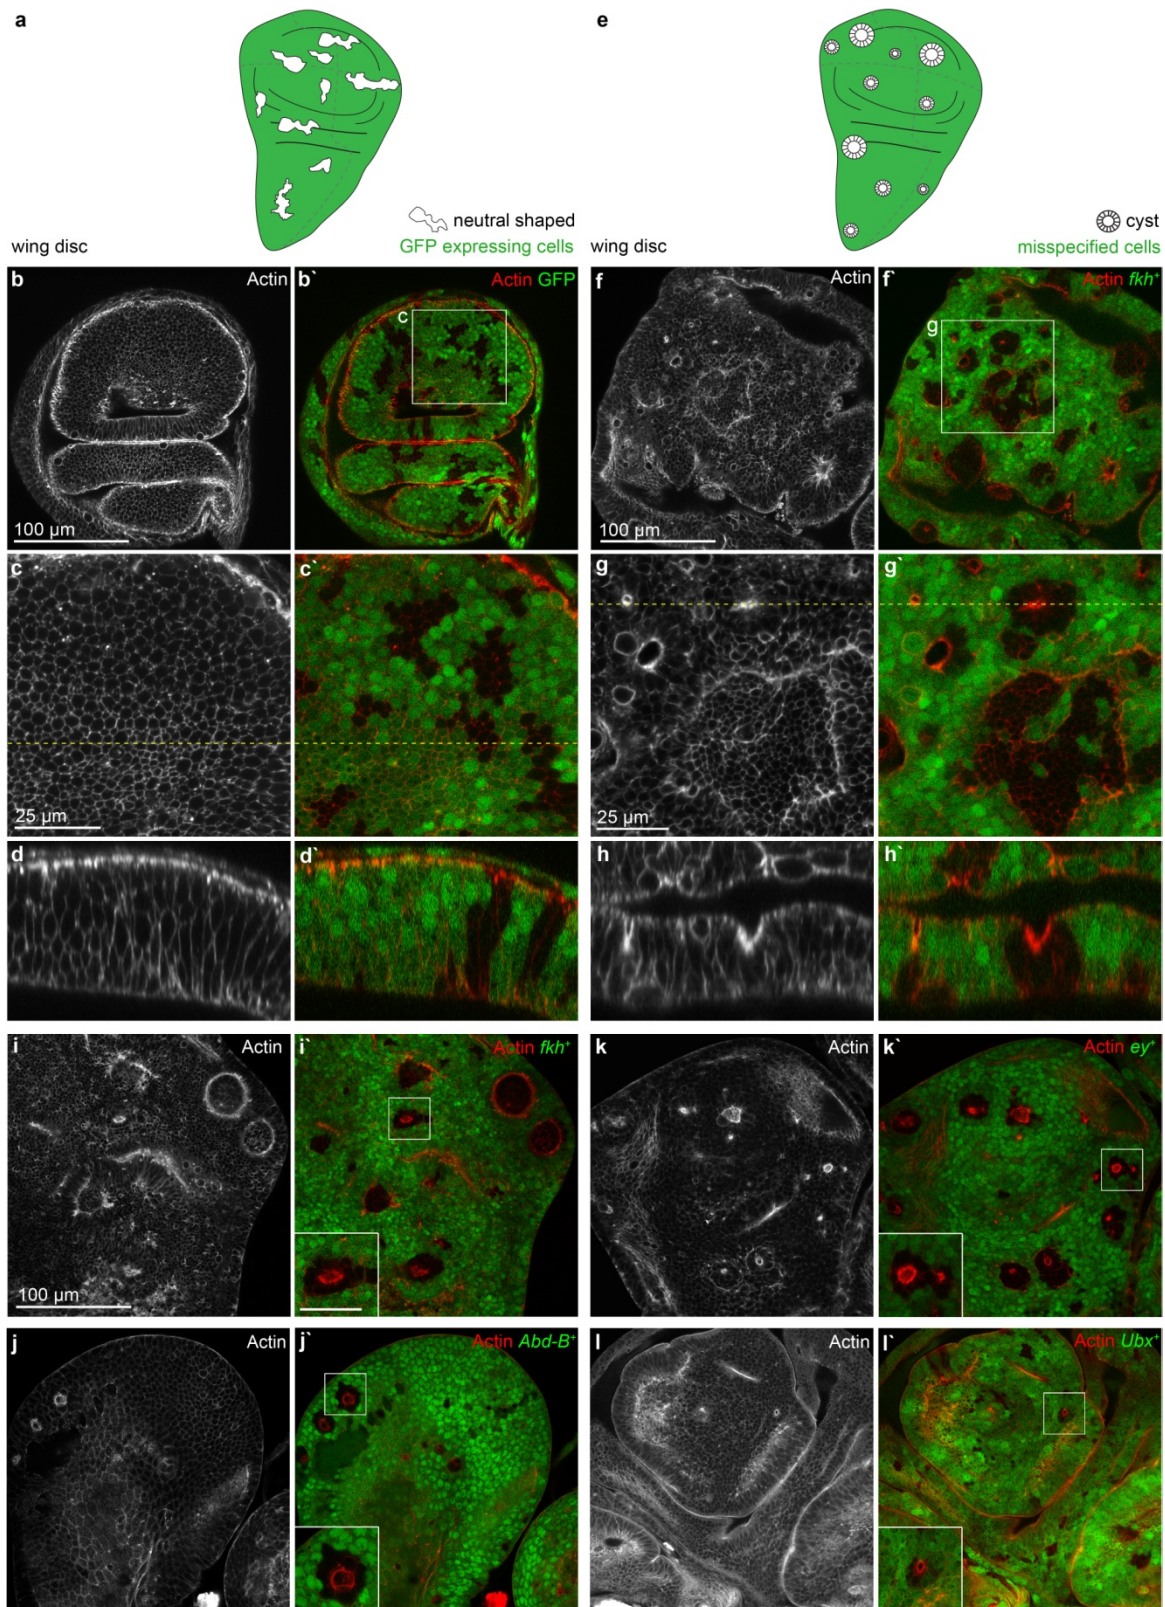 a
neutral shaped
wing disc
GFP expressing cells
e
cyst
wing disc
misspecified cells
b
Actin
b`
Actin GFP
c
100 µm
f
Actin
f`
Actin fkh+
g
100 µm
c
c`
25 µm
g
g`
25 µm
d
d`
h
h`
i
Actin
i`
Actin fkh+
100 µm
k
Actin
k`
Actin ey+
j
Actin
j`
Actin Abd-B+
l
Actin
l`
Actin Ubx+